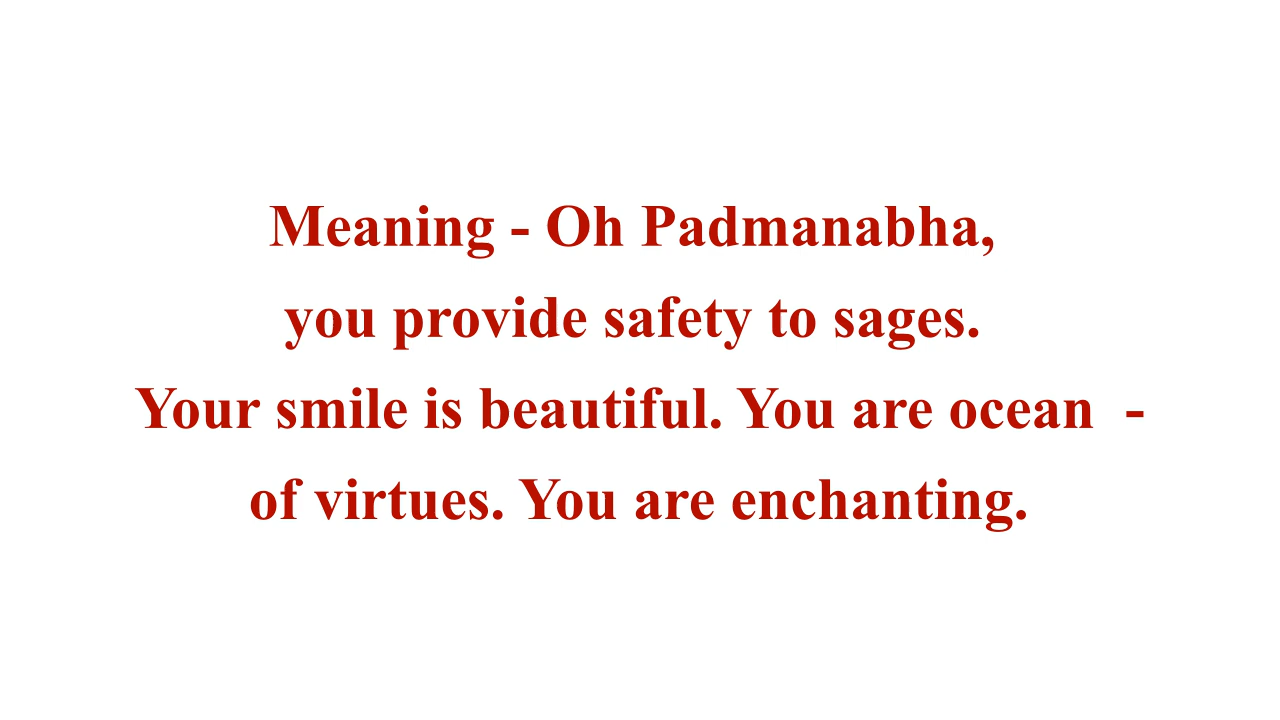 Meaning - Oh Padmanabha,
you provide safety to sages.
Your smile is beautiful. You are ocean  -
of virtues. You are enchanting.